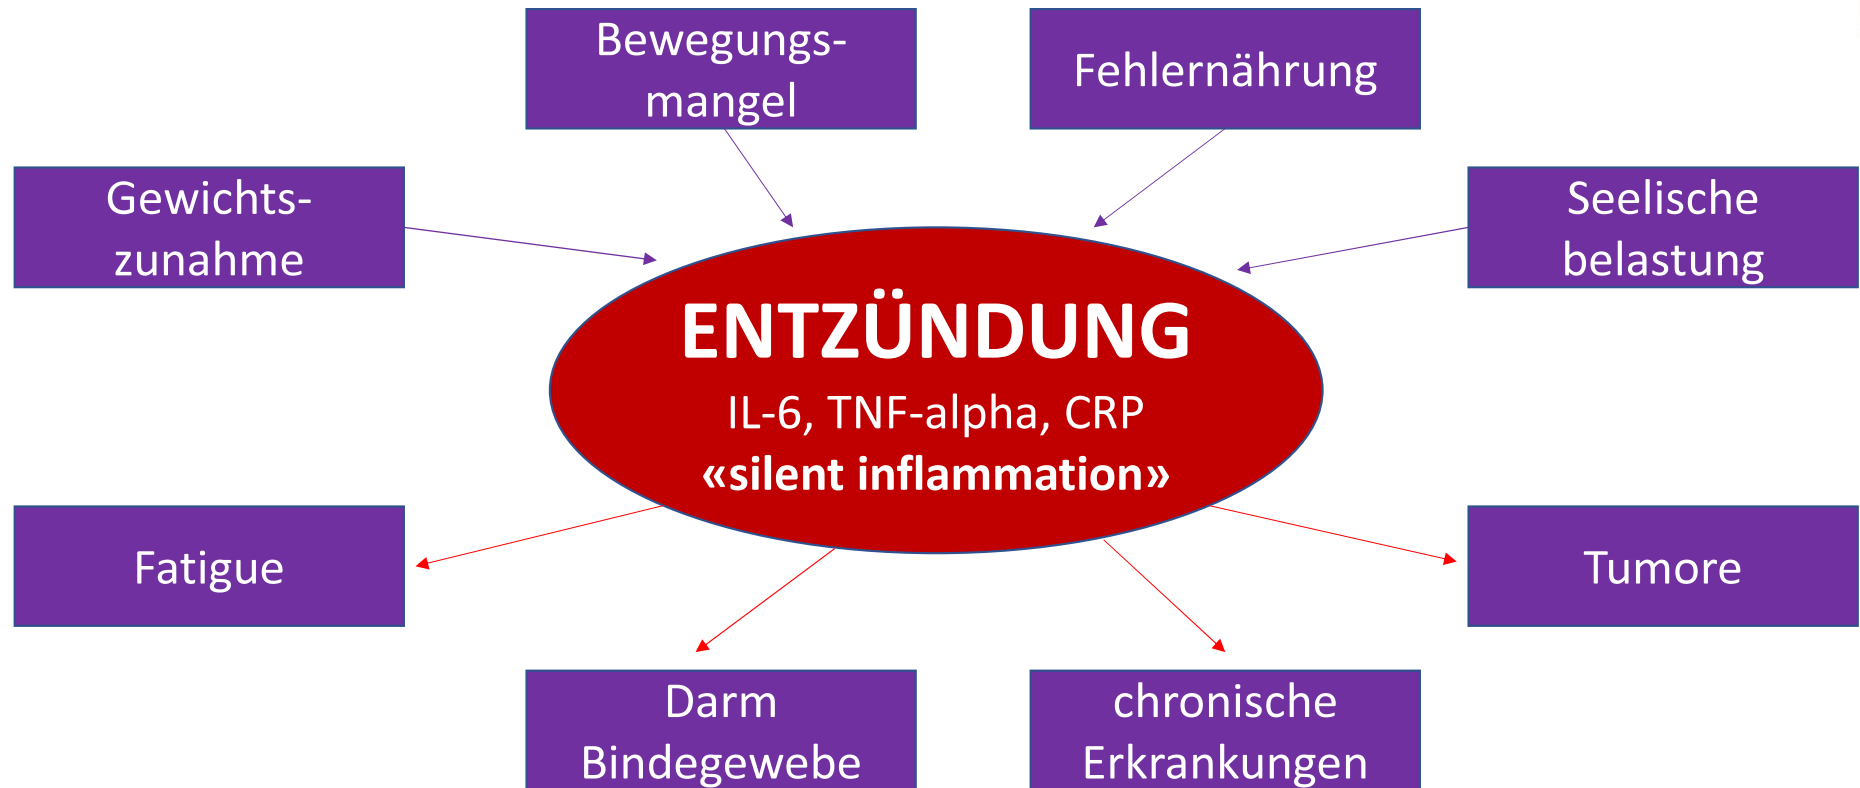 Bewegungs-
mangel
Fehlernährung
Gewichts-
zunahme
Seelische
belastung
ENTZÜNDUNG
IL-6, TNF-alpha, CRP
«silent inflammation»
Fatigue
Tumore
Darm
Bindegewebe
chronische
Erkrankungen